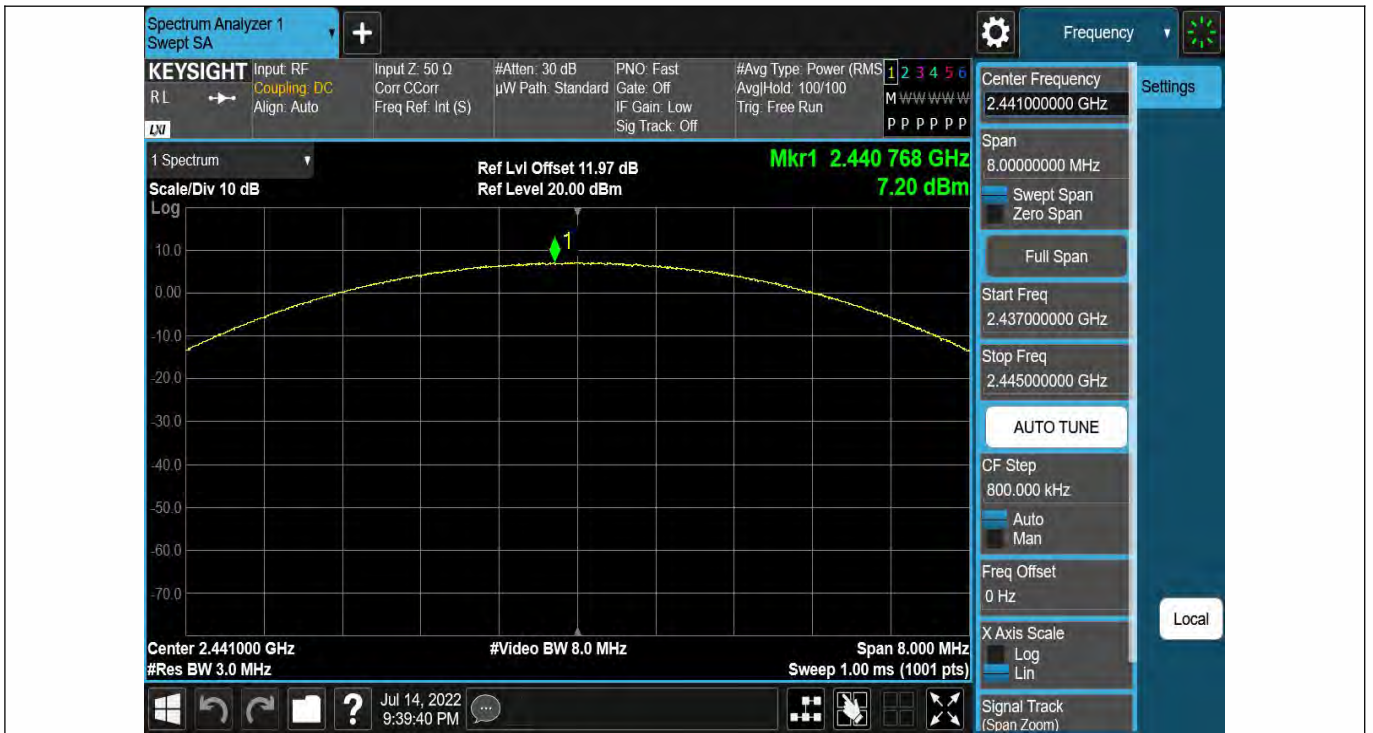 Spectrum Analyzer 1
Swept SA
Frequency
KEYSIGHT
RL
LXI
Input: RF
Coupling: DC
Align: Auto
Input Z: 50 Ω
Corr CCorr
Freq Ref: Int (S)
#Atten: 30 dB
µW Path: Standard
PNO: Fast
Gate: Off
IF Gain: Low
Sig Track: Off
#Avg Type: Power (RMS
Avg|Hold: 100/100
Trig: Free Run
1 2 3 4 5 6
M W W W W W
P P P P P P
1 Spectrum
Scale/Div 10 dB
Log
Ref Lvl Offset 11.97 dB
Ref Level 20.00 dBm
Mkr1 2.440 768 GHz
7.20 dBm
1
10.0
0.00
-10.0
-20.0
-30.0
-40.0
-50.0
-60.0
-70.0
Center 2.441000 GHz
#Video BW 8.0 MHz
Span 8.000 MHz
#Res BW 3.0 MHz
Sweep 1.00 ms (1001 pts)
Center Frequency
2.441000000 GHz
Settings
Span
8.00000000 MHz
Swept Span
Zero Span
Full Span
Start Freq
2.437000000 GHz
Stop Freq
2.445000000 GHz
AUTO TUNE
CF Step
800.000 kHz
Auto
Man
Freq Offset
0 Hz
Local
X Axis Scale
Log
Lin
Signal Track
(Span Zoom)
?
Jul 14, 2022
9:39:40 PM